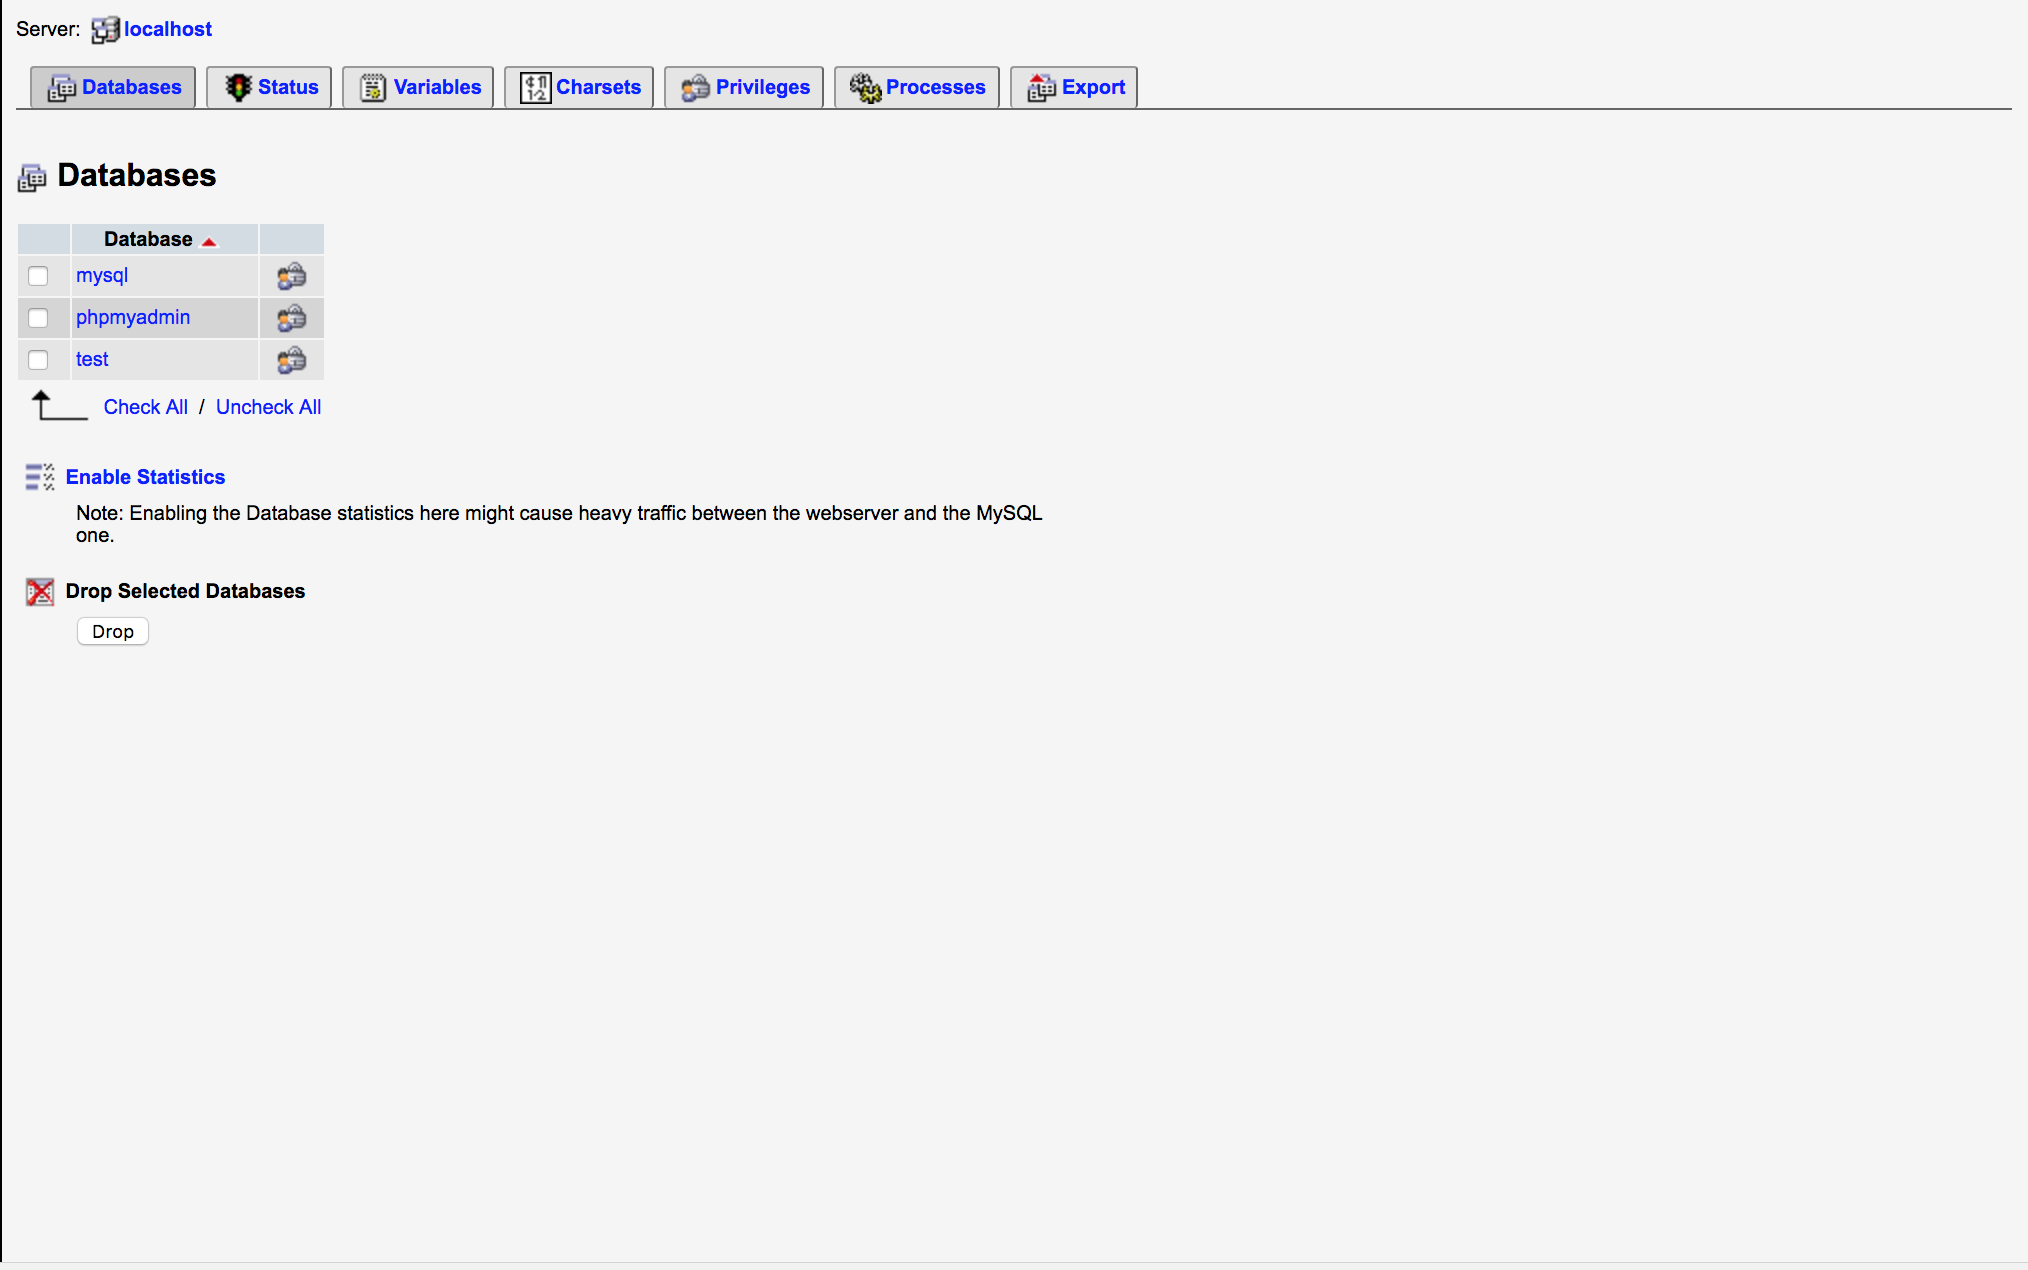 Server: localhost
Databases Status Variables Charsets Privileges Processes Export
Databases
Database
mysql
phpmyadmin
test
Check All / Uncheck All
Enable Statistics
Note: Enabling the Database statistics here might cause heavy traffic between the webserver and the MySQL
one.
Drop Selected Databases
Drop